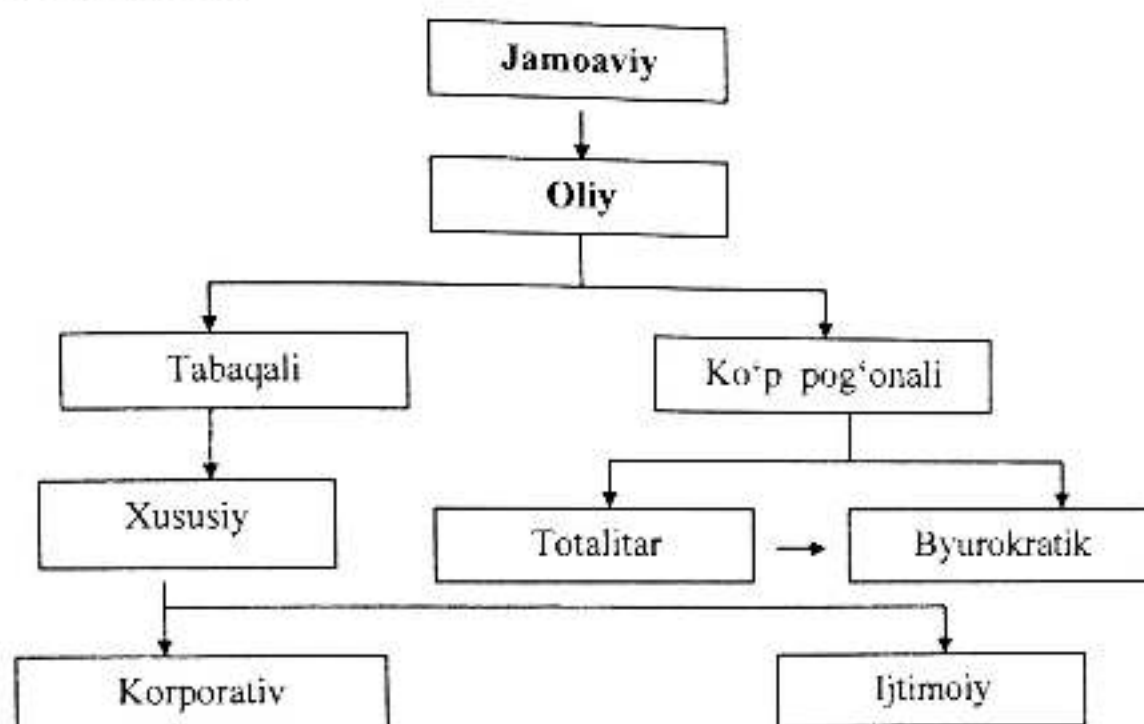 Jamoaviy
Oliy
Tabaqali
Ko‘p pog‘onali
Xususiy
Totalitar
Byurokratik
Korporativ
Ijtimoiy